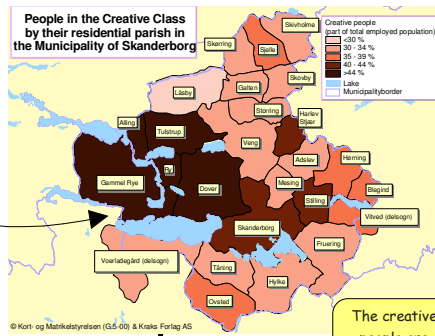 People in the Creative Class
by their residential parish in
the Municipality of Skanderborg
Creative people
(part of total employed population)
<30 %
30 - 34 %
35 - 39 %
40 - 44 %
>44 %
Lake
Municipalityborder
Skivholme
Skørring
Sjelle
Låsby
Galten
Skovby
Storring
Harlev
Stjær
Alling
Tulstrup
Veng
Adslev
Hørning
Ry
Gammel Rye
Dover
Mesing
Blegind
Stilling
Vitved (delsogn)
Skanderborg
Fruering
Voerladegård (delsogn)
Tåning
Hylke
Ovsted
The creative
© Kort- og Matrikelstyrelsen (G.5-00) & Kraks Forlag AS